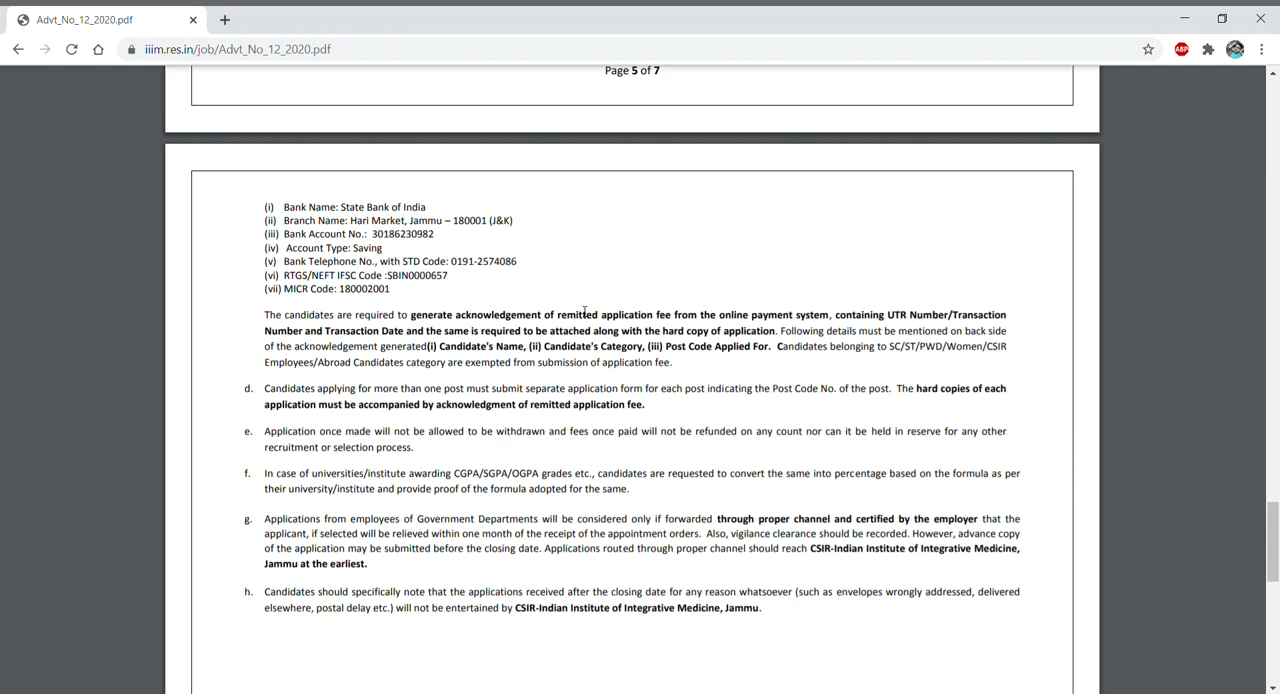 Advt_No_12_2020.pdf
iiim.res.in/job/Advt_No_12_2020.pdf
ABP
Page 5 of 7
(i) Bank Name: State Bank of India
(ii) Branch Name: Hari Market, Jammu – 180001 (J&K)
(iii) Bank Account No.: 30186230982
(iv) Account Type: Saving
(v) Bank Telephone No., with STD Code: 0191-2574086
(vi) RTGS/NEFT IFSC Code :SBIN0000657
(vii) MICR Code: 180002001
The candidates are required to generate acknowledgement of remitted application fee from the online payment system, containing UTR Number/Transaction
Number and Transaction Date and the same is required to be attached along with the hard copy of application. Following details must be mentioned on back side
of the acknowledgement generated(i) Candidate's Name, (ii) Candidate's Category, (iii) Post Code Applied For. Candidates belonging to SC/ST/PWD/Women/CSIR
Employees/Abroad Candidates category are exempted from submission of application fee.
d. Candidates applying for more than one post must submit separate application form for each post indicating the Post Code No. of the post. The hard copies of each
application must be accompanied by acknowledgment of remitted application fee.
e. Application once made will not be allowed to be withdrawn and fees once paid will not be refunded on any count nor can it be held in reserve for any other
recruitment or selection process.
f. In case of universities/institute awarding CGPA/SGPA/OGPA grades etc., candidates are requested to convert the same into percentage based on the formula as per
their university/institute and provide proof of the formula adopted for the same.
g. Applications from employees of Government Departments will be considered only if forwarded through proper channel and certified by the employer that the
applicant, if selected will be relieved within one month of the receipt of the appointment orders. Also, vigilance clearance should be recorded. However, advance copy
of the application may be submitted before the closing date. Applications routed through proper channel should reach CSIR-Indian Institute of Integrative Medicine,
Jammu at the earliest.
h. Candidates should specifically note that the applications received after the closing date for any reason whatsoever (such as envelopes wrongly addressed, delivered
elsewhere, postal delay etc.) will not be entertained by CSIR-Indian Institute of Integrative Medicine, Jammu.